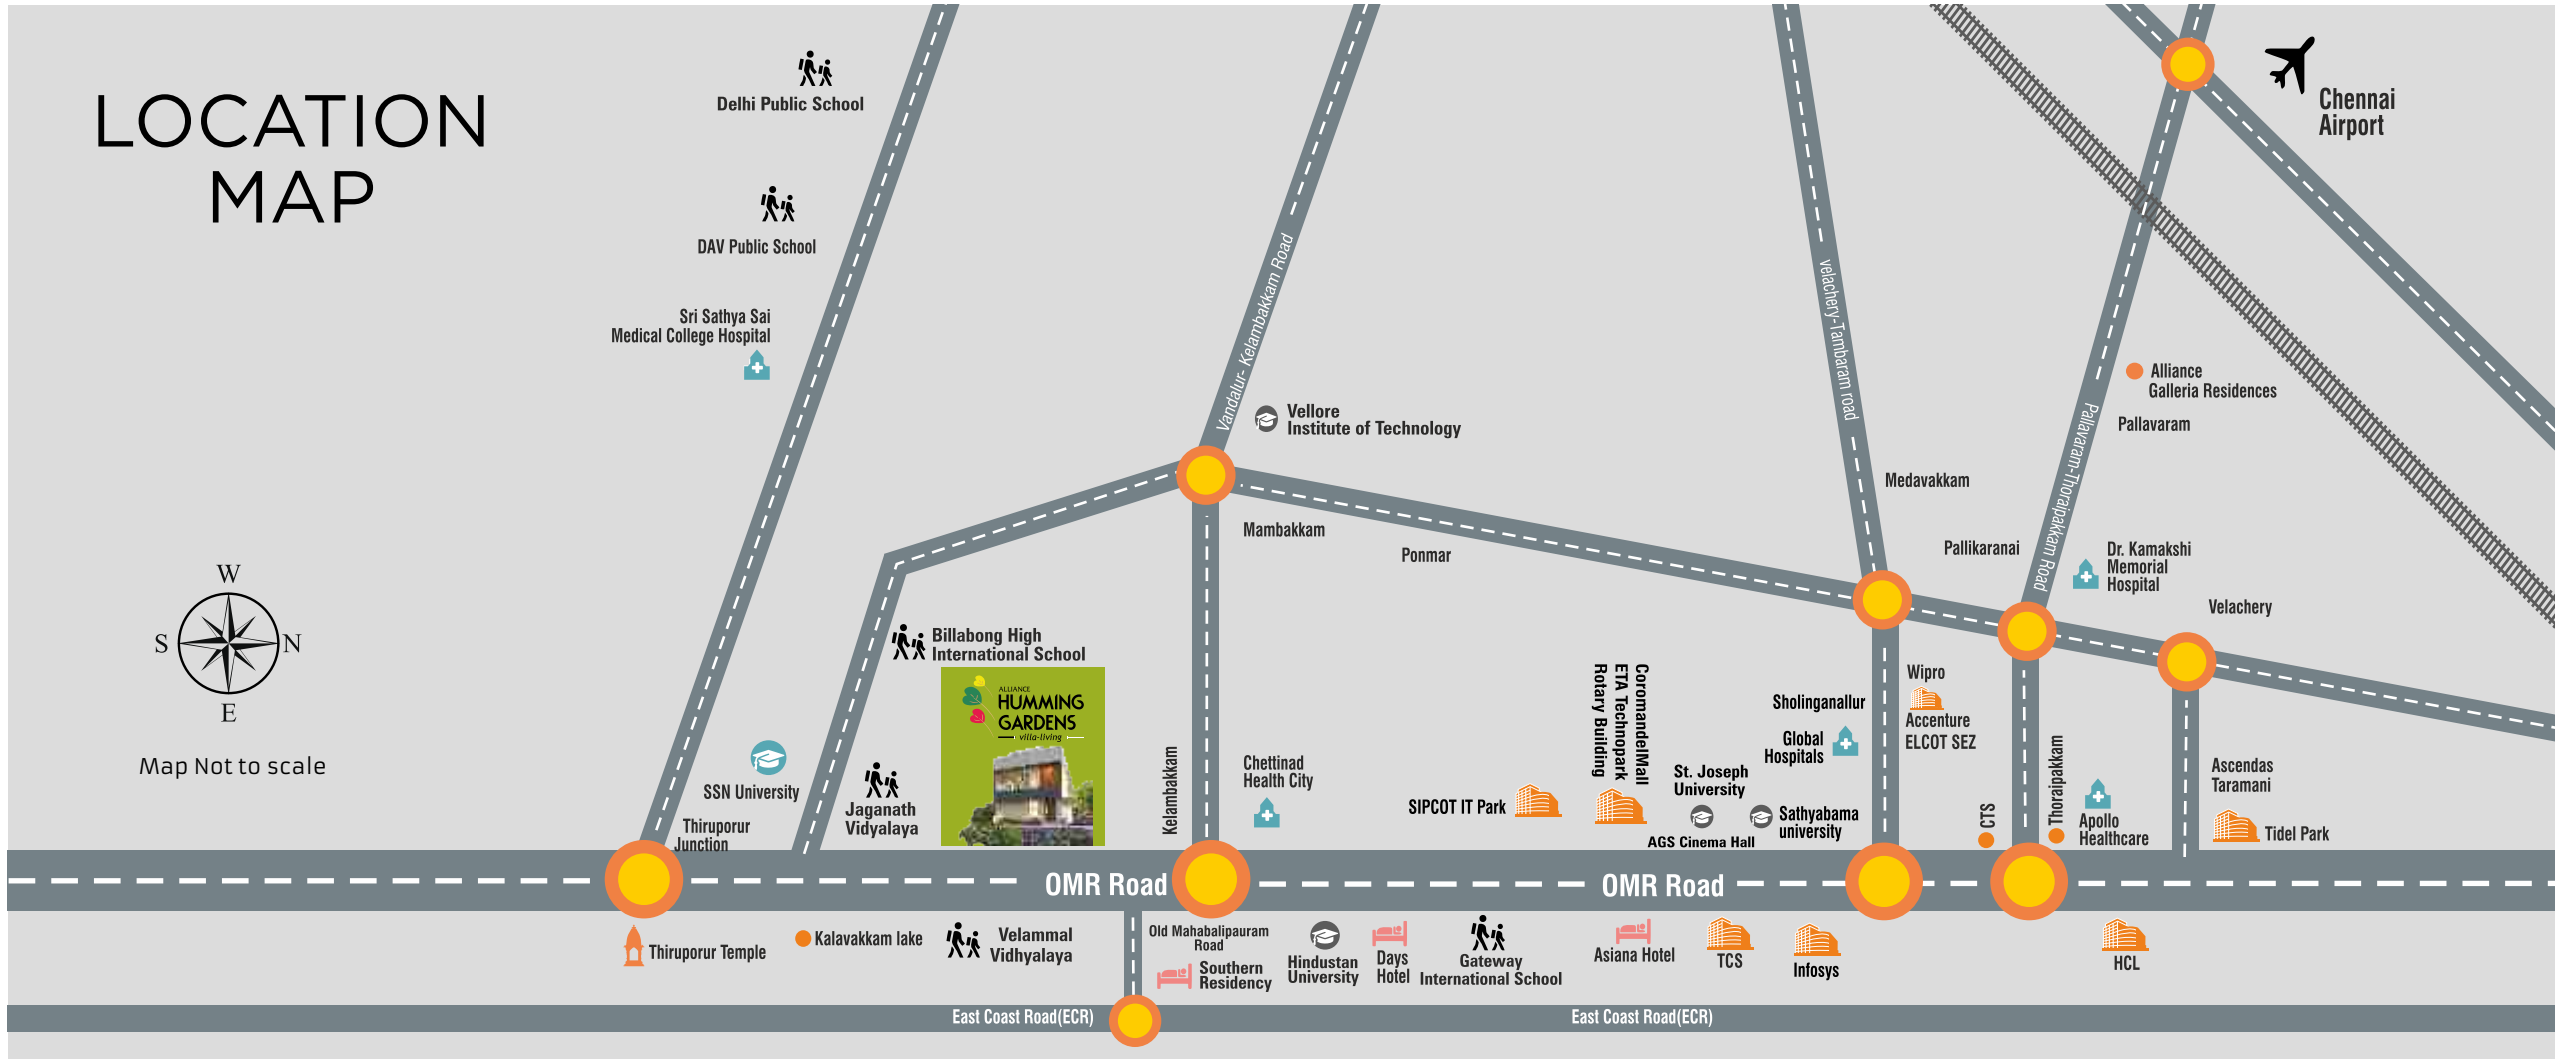 LOCATION
MAP
Delhi Public School
DAV Public School
Sri Sathya Sai
Medical College Hospital
Chennai
Airport
Vandalur- Kelambakkam Road
velachery-Tambaram road
Pallavaram-Thoraipakkam Road
Alliance
Galleria Residences
Pallavaram
Vellore
Institute of Technology
Medavakkam
Mambakkam
Ponmar
Pallikaranai
Dr. Kamakshi
Memorial
Hospital
Velachery
W
S
N
E
Map Not to scale
Billabong High
International School
ALLIANCE
HUMMING
GARDENS
villa-living
SSN University
Jaganath
Vidyalaya
Thiruporur
Junction
Kelambakkam
Chettinad
Health City
SIPCOT IT Park
Rotary Building
ETA Technopark
CoromandelMall
Sholinganallur
Global
Hospitals
St. Joseph
University
Sathyabama
university
AGS Cinema Hall
Wipro
Accenture
ELCOT SEZ
CTS
Thoraipakkam
Apollo
Healthcare
Ascendas
Taramani
Tidel Park
OMR Road
OMR Road
Thiruporur Temple
Kalavakkam lake
Velammal
Vidhyalaya
Old Mahabalipauram
Road
Southern
Residency
Hindustan
University
Days
Hotel
Gateway
International School
Asiana Hotel
TCS
Infosys
HCL
East Coast Road(ECR)
East Coast Road(ECR)